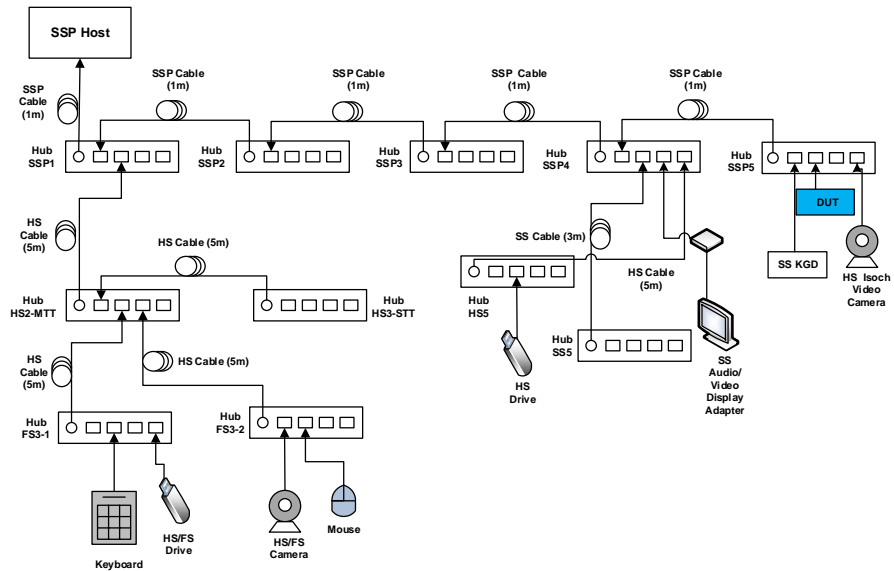 SSP Host
SSP
Cable
(1m)
SSP Cable
(1m)
SSP Cable
(1m)
SSP Cable
(1m)
SSP Cable
(1m)
Hub
SSP1
Hub
SSP2
Hub
SSP3
Hub
SSP4
Hub
SSP5
DUT
SS KGD
HS Isoch
Video
Camera
HS
Cable
(5m)
HS Cable (5m)
SS Cable (3m)
HS Cable
(5m)
Hub
HS2-MTT
Hub
HS3-STT
Hub
HS5
Hub
SS5
HS
Drive
SS
Audio/
Video
Display
Adapter
HS
Cable
(5m)
HS Cable (5m)
Hub
FS3-1
Hub
FS3-2
Keyboard
HS/FS
Drive
HS/FS
Camera
Mouse